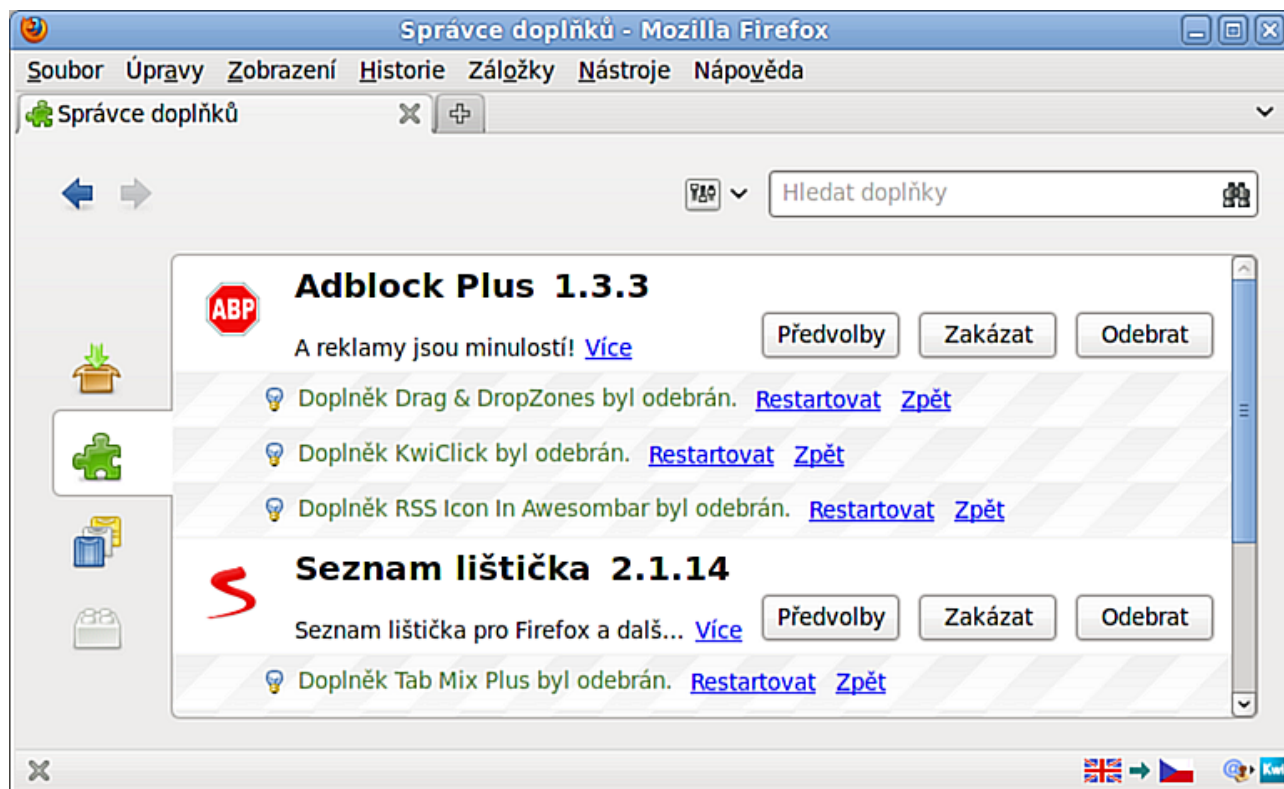 Správce doplňků - Mozilla Firefox
Soubor Úpravy Zobrazení Historie Záložky Nástroje Nápověda
Správce doplňků
Hledat doplňky
Adblock Plus 1.3.3
ABP
A reklamy jsou minulostí! Více Předvolby Zakázat Odebrat
Doplněk Drag & DropZones byl odebrán. Restartovat Zpět
Doplněk KwiClick byl odebrán. Restartovat Zpět
Doplněk RSS Icon In Awesombar byl odebrán. Restartovat Zpět
Seznam lištička 2.1.14
Seznam lištička pro Firefox a dalš... Více Předvolby Zakázat Odebrat
Doplněk Tab Mix Plus byl odebrán. Restartovat Zpět